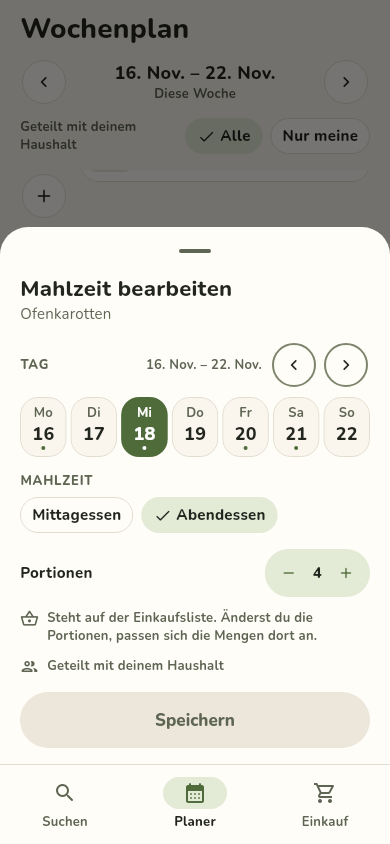 Wochenplan
16. Nov. – 22. Nov.
Diese Woche
Geteilt mit deinem
Haushalt
Alle
Nur meine
Mahlzeit bearbeiten
Ofenkarotten
TAG
16. Nov. – 22. Nov.
Mo Di Mi Do Fr Sa So
16 17 18 19 20 21 22
MAHLZEIT
Mittagessen
Abendessen
Portionen
− 4 +
Steht auf der Einkaufsliste. Änderst du die
Portionen, passen sich die Mengen dort an.
Geteilt mit deinem Haushalt
Speichern
Suchen
Planer
Einkauf